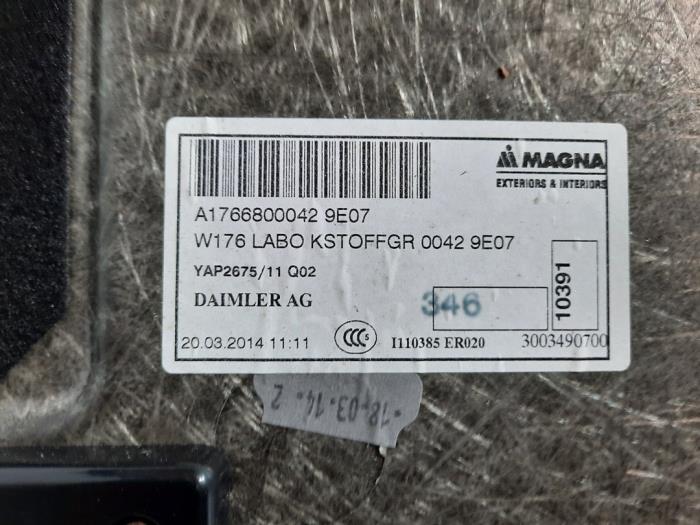 MAGNA
EXTERIORS & INTERIORS
A1766800042 9E07
W176 LABO KSTOFFGR 0042 9E07
YAP2675/11 Q02
DAIMLER AG
346
10391
20.03.2014 11:11
CCC S
I110385 ER020
3003490700
18.03.14.
2